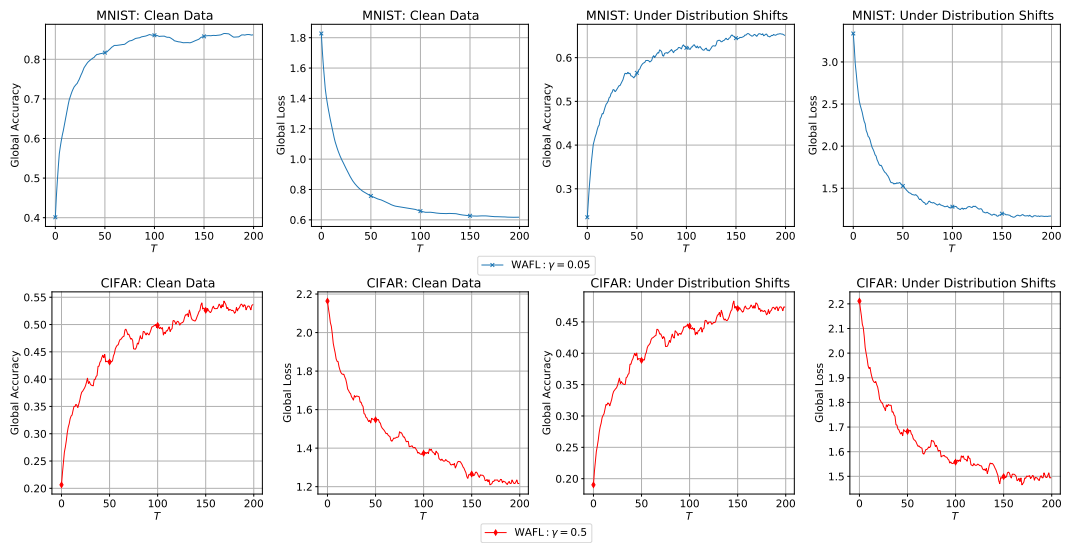 MNIST: Clean Data
Global Accuracy
0.8
0.7
0.6
0.5
0.4
0 50 100 150 200
T
MNIST: Clean Data
Global Loss
1.8
1.6
1.4
1.2
1.0
0.8
0.6
0 50 100 150 200
T
MNIST: Under Distribution Shifts
Global Accuracy
0.6
0.5
0.4
0.3
0 50 100 150 200
T
MNIST: Under Distribution Shifts
Global Loss
3.0
2.5
2.0
1.5
0 50 100 150 200
T
WAFL : γ = 0.05
CIFAR: Clean Data
Global Accuracy
0.55
0.50
0.45
0.40
0.35
0.30
0.25
0.20
0 50 100 150 200
T
CIFAR: Clean Data
Global Loss
2.2
2.0
1.8
1.6
1.4
1.2
0 50 100 150 200
T
CIFAR: Under Distribution Shifts
Global Accuracy
0.45
0.40
0.35
0.30
0.25
0.20
0 50 100 150 200
T
CIFAR: Under Distribution Shifts
Global Loss
2.2
2.1
2.0
1.9
1.8
1.7
1.6
1.5
0 50 100 150 200
T
WAFL : γ = 0.5